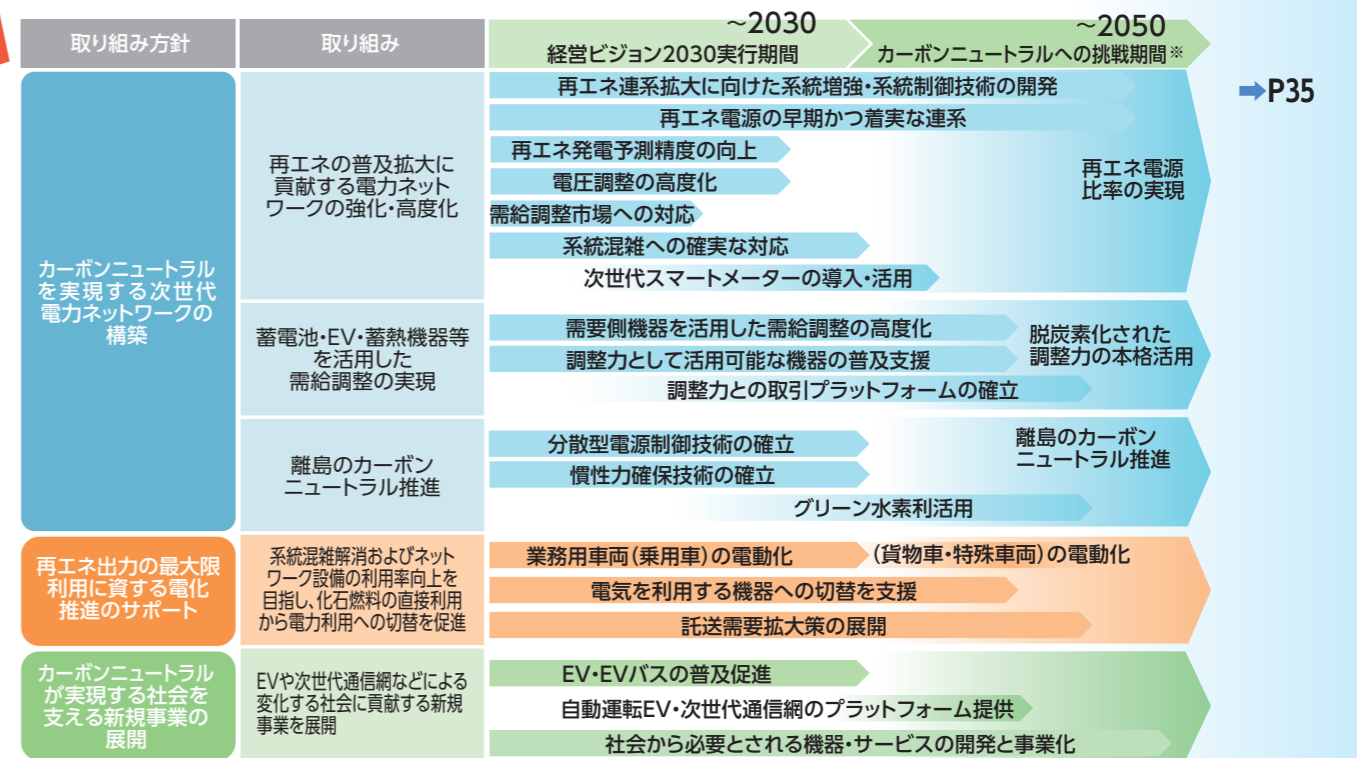 取り組み方針
取り組み
～2030
経営ビジョン2030実行期間
～2050
カーボンニュートラルへの挑戦期間※
➡P35
カーボンニュートラル
を実現する次世代
電力ネットワークの
構築
再エネの普及拡大に
貢献する電力ネット
ワークの強化・高度化
再エネ連系拡大に向けた系統増強・系統制御技術の開発
再エネ電源の早期かつ着実な連系
再エネ発電予測精度の向上
電圧調整の高度化
需給調整市場への対応
系統混雑への確実な対応
次世代スマートメーターの導入・活用
再エネ電源
比率の実現
蓄電池・EV・蓄熱機器等
を活用した
需給調整の実現
需要側機器を活用した需給調整の高度化
調整力として活用可能な機器の普及支援
調整力との取引プラットフォームの確立
脱炭素化された
調整力の本格活用
離島のカーボン
ニュートラル推進
分散型電源制御技術の確立
慣性力確保技術の確立
グリーン水素利活用
離島のカーボン
ニュートラル推進
再エネ出力の最大限
利用に資する電化
推進のサポート
系統混雑解消およびネット
ワーク設備の利用率向上を
目指し、化石燃料の直接利用
から電力利用への切替を促進
業務用車両（乗用車）の電動化
（貨物車・特殊車両）の電動化
電気を利用する機器への切替を支援
託送需要拡大策の展開
カーボンニュートラル
が実現する社会を
支える新規事業の
展開
EVや次世代通信網などによる
変化する社会に貢献する新規
事業を展開
EV・EVバスの普及促進
自動運転EV・次世代通信網のプラットフォーム提供
社会から必要とされる機器・サービスの開発と事業化